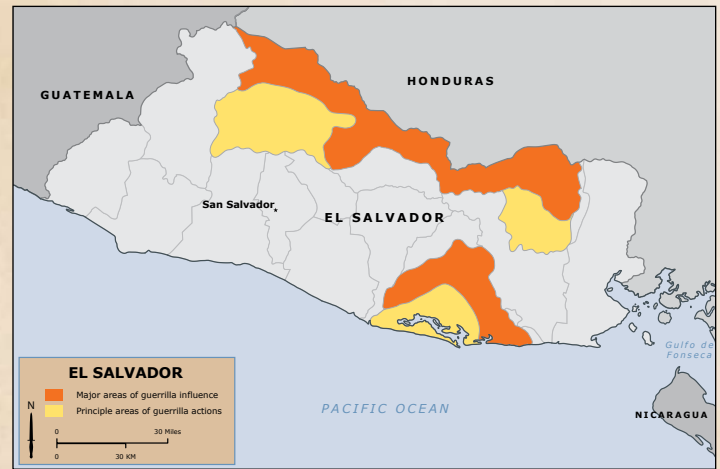 HONDURAS
GUATEMALA
San Salvador
EL SALVADOR
Gulfo de
Fonseca
PACIFIC OCEAN
NICARAGUA
EL SALVADOR
Major areas of guerrilla influence
Principle areas of guerrilla actions
N
0 30 Miles
0 30 KM